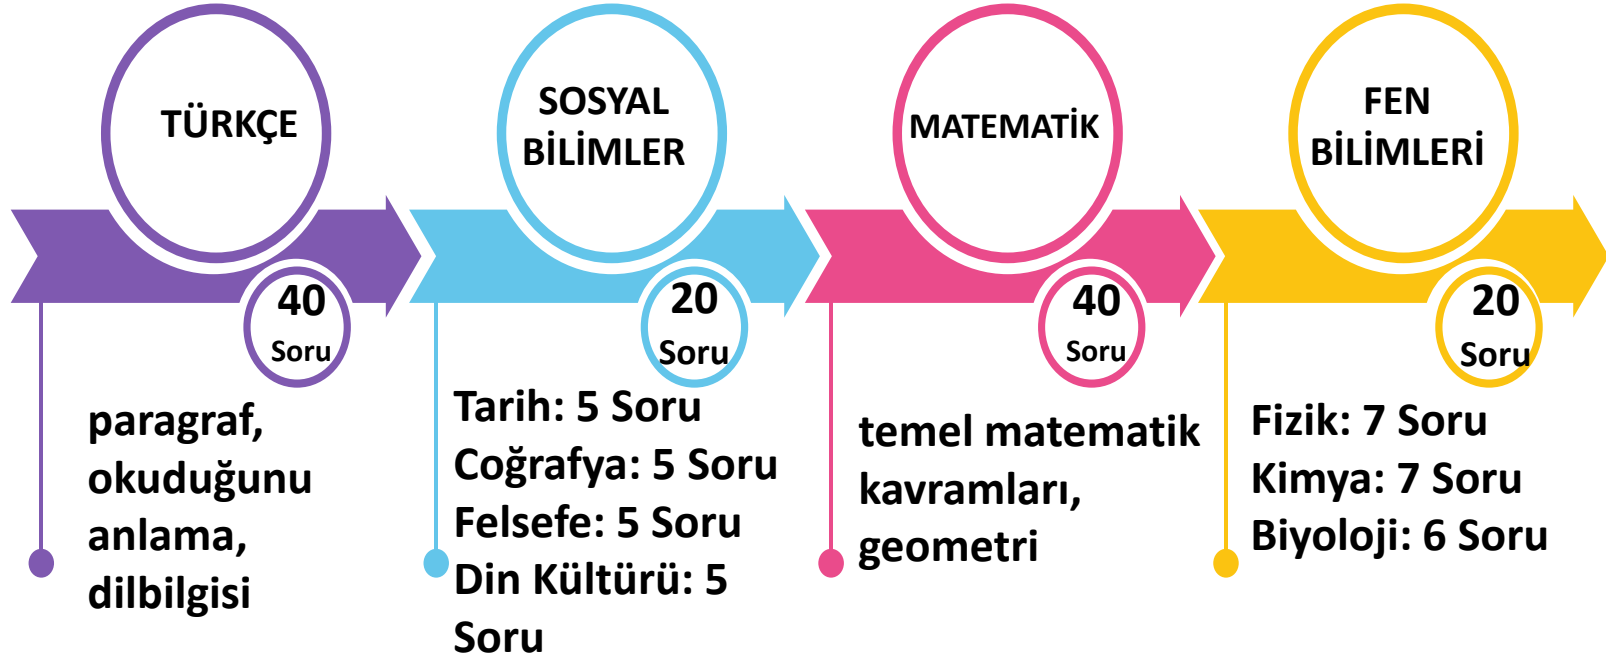 TÜRKÇE
40
Soru
paragraf,
okuduğunu
anlama,
dilbilgisi
SOSYAL
BİLİMLER
20
Soru
Tarih: 5 Soru
Coğrafya: 5 Soru
Felsefe: 5 Soru
Din Kültürü: 5
Soru
MATEMATİK
40
Soru
temel matematik
kavramları,
geometri
FEN
BİLİMLERİ
20
Soru
Fizik: 7 Soru
Kimya: 7 Soru
Biyoloji: 6 Soru